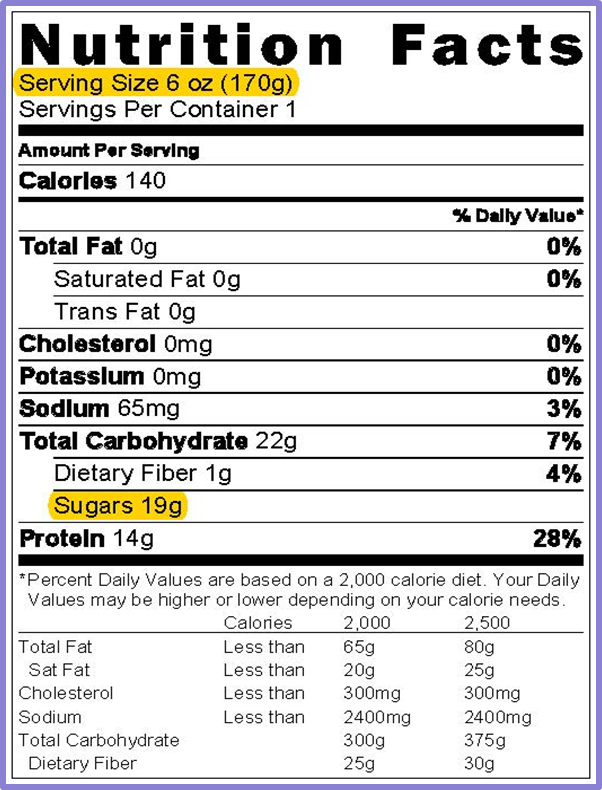 Nutrition Facts
Serving Size 6 oz (170g)
Servings Per Container 1
Amount Per Serving
Calories 140
% Daily Value*
Total Fat 0g 0%
Saturated Fat 0g 0%
Trans Fat 0g
Cholesterol 0mg 0%
Potassium 0mg 0%
Sodium 65mg 3%
Total Carbohydrate 22g 7%
Dietary Fiber 1g 4%
Sugars 19g
Protein 14g 28%
*Percent Daily Values are based on a 2,000 calorie diet. Your Daily
Values may be higher or lower depending on your calorie needs.
Calories 2,000 2,500
Total Fat Less than 65g 80g
Sat Fat Less than 20g 25g
Cholesterol Less than 300mg 300mg
Sodium Less than 2400mg 2400mg
Total Carbohydrate 300g 375g
Dietary Fiber 25g 30g